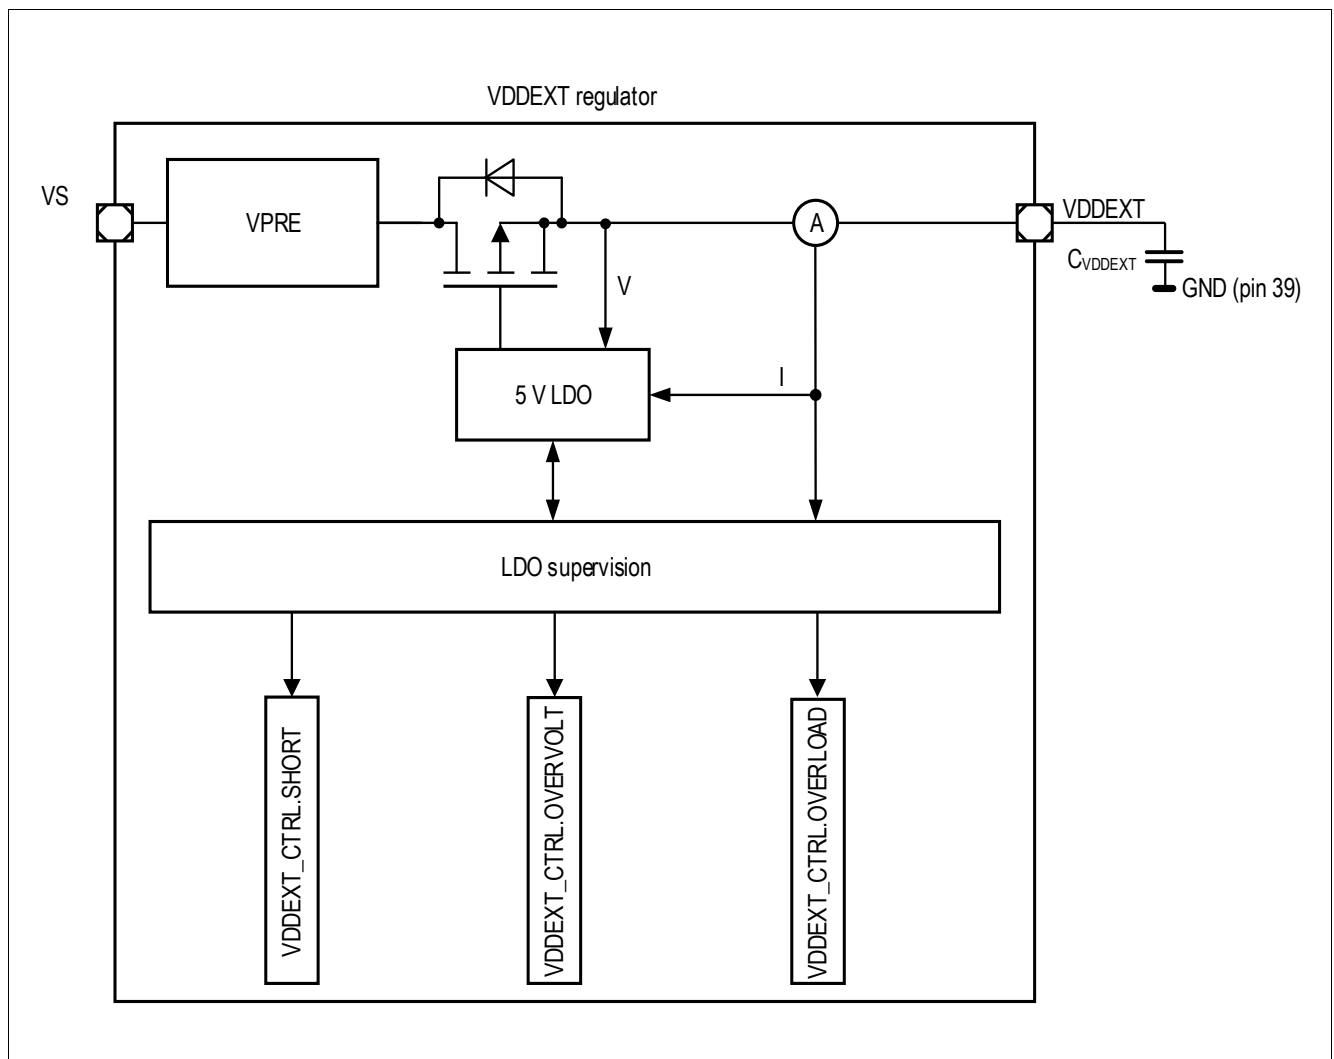 VDDEXT regulator
VS
VPRE
A
VDDEXT
CVDDEXT
GND (pin 39)
V
I
5 V LDO
LDO supervision
VDDEXT_CTRL.SHORT
VDDEXT_CTRL.OVERVOLT
VDDEXT_CTRL.OVERLOAD